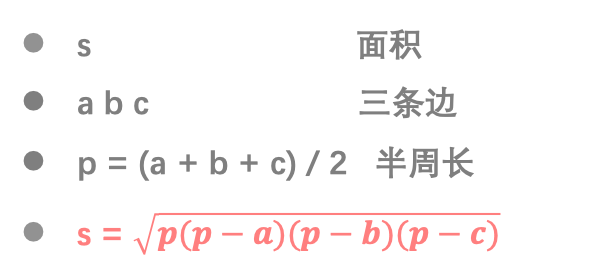 ● s 面积
● a b c 三条边
● p = (a + b + c) / 2 半周长
● s = √p(p − a)(p − b)(p − c)